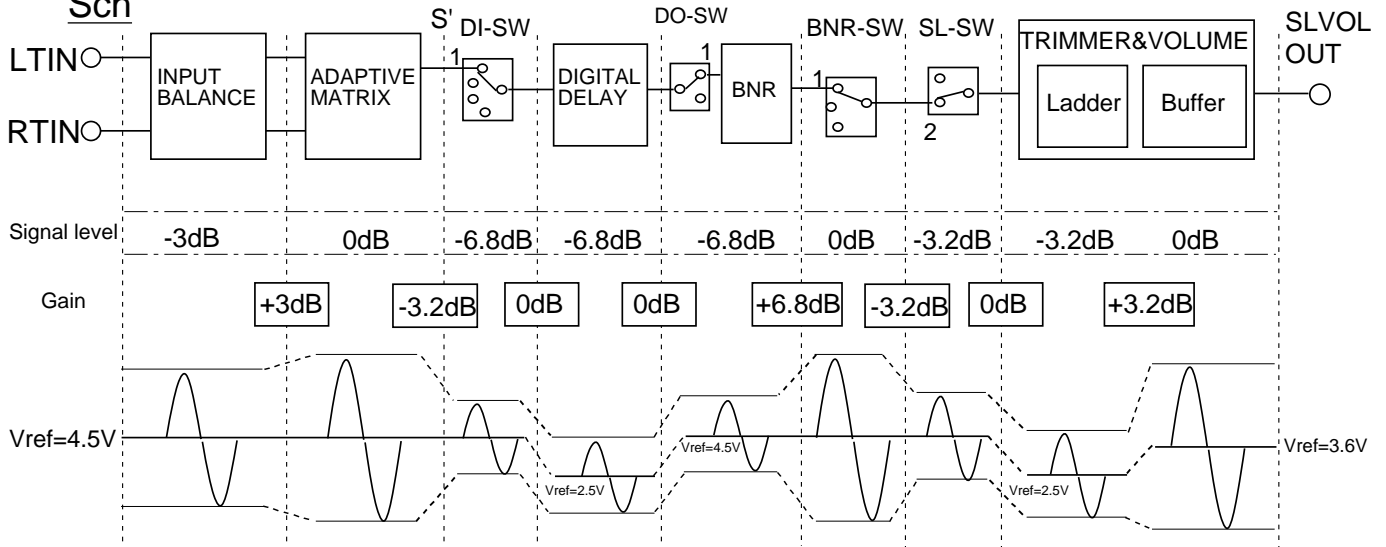 Sch
LTIN
RTIN
INPUT
BALANCE
ADAPTIVE
MATRIX
S'
DI-SW
1
DIGITAL
DELAY
DO-SW
1
BNR
BNR-SW
1
SL-SW
2
TRIMMER&VOLUME
Ladder
Buffer
SLVOL
OUT
Signal level
-3dB
0dB
-6.8dB
-6.8dB
-6.8dB
0dB
-3.2dB
-3.2dB
0dB
Gain
+3dB
-3.2dB
0dB
0dB
+6.8dB
-3.2dB
0dB
+3.2dB
Vref=4.5V
Vref=2.5V
Vref=4.5V
Vref=2.5V
Vref=3.6V